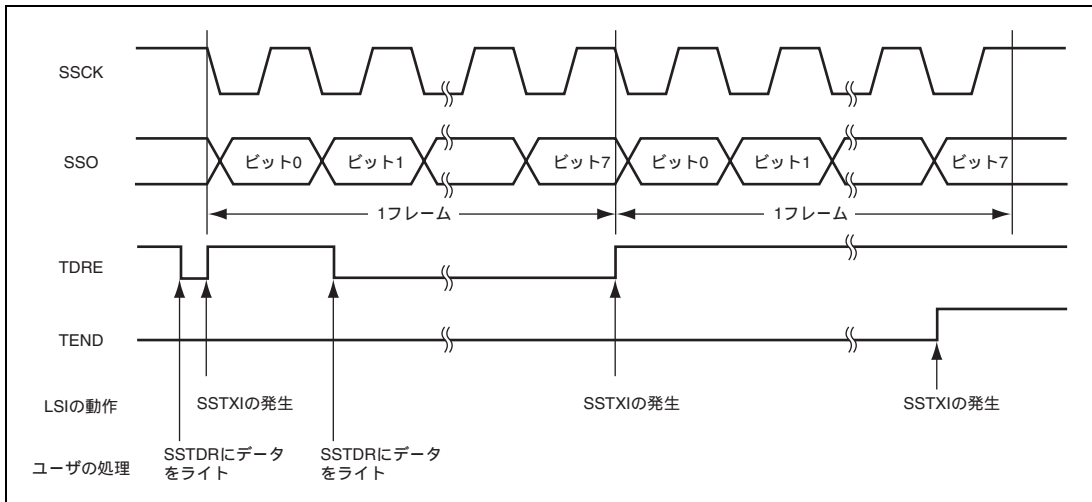 SSCK
SSO
ビット0
ビット1
ビット7
ビット0
ビット1
ビット7
1フレーム
1フレーム
TDRE
TEND
LSIの動作
SSTXIの発生
SSTXIの発生
SSTXIの発生
ユーザの処理
SSTDRにデータ
をライト
SSTDRにデータ
をライト